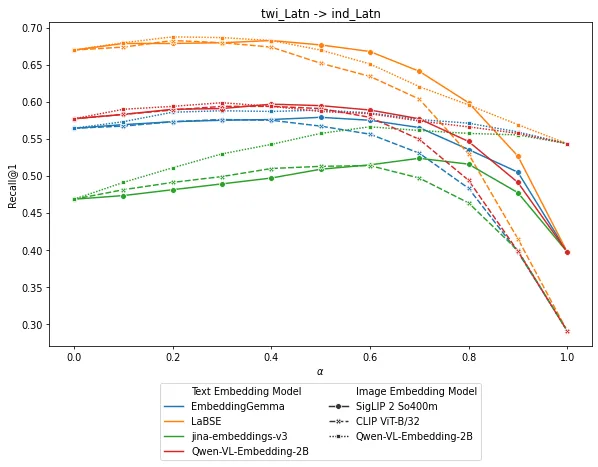 twi_Latn -> ind_Latn
Recall@1
0.70
0.65
0.60
0.55
0.50
0.45
0.40
0.35
0.30
0.0 0.2 0.4 0.6 0.8 1.0
α
Text Embedding Model
EmbeddingGemma
LaBSE
jina-embeddings-v3
Qwen-VL-Embedding-2B
Image Embedding Model
SigLIP 2 So400m
CLIP ViT-B/32
Qwen-VL-Embedding-2B